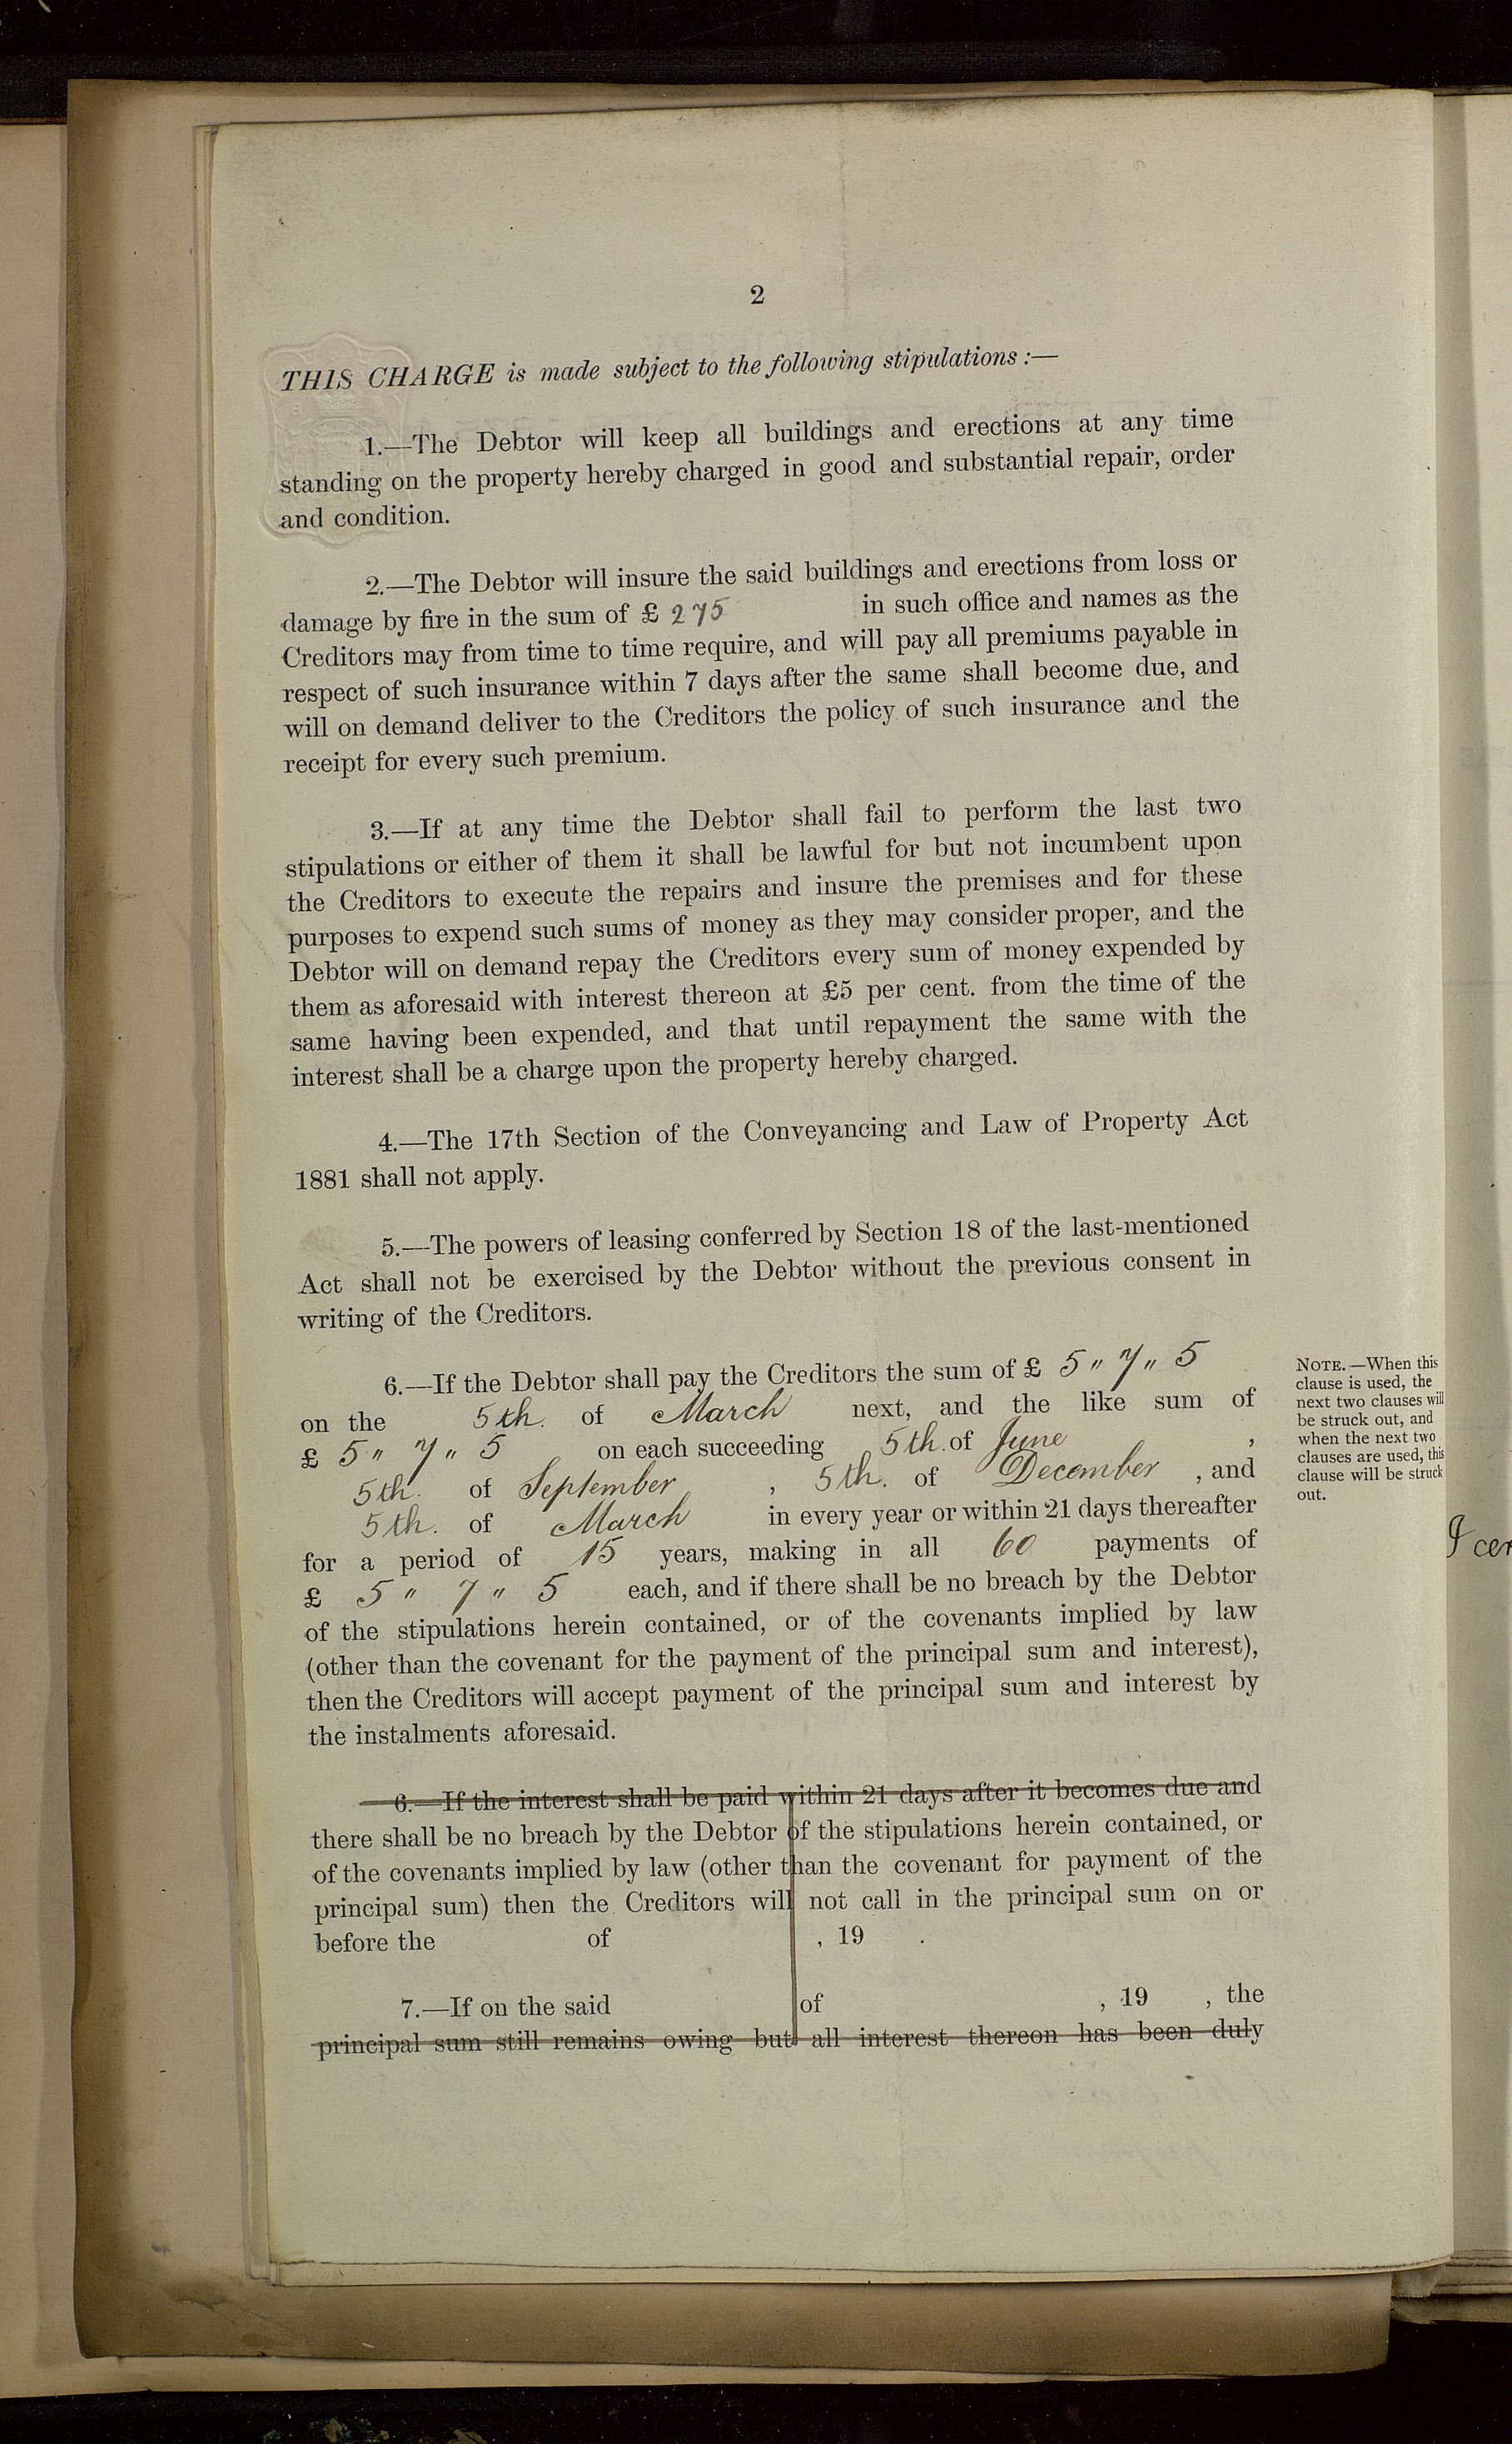 2
THIS CHARGE is made subject to the following stipulations :—
1.—The Debtor will keep all buildings and erections at any time
standing on the property hereby charged in good and substantial repair, order
and condition.
2.—The Debtor will insure the said buildings and erections from loss or
damage by fire in the sum of £ 275 in such office and names as the
Creditors may from time to time require, and will pay all premiums payable in
respect of such insurance within 7 days after the same shall become due, and
will on demand deliver to the Creditors the policy of such insurance and the
receipt for every such premium.
3.—If at any time the Debtor shall fail to perform the last two
stipulations or either of them it shall be lawful for but not incumbent upon
the Creditors to execute the repairs and insure the premises and for these
purposes to expend such sums of money as they may consider proper, and the
Debtor will on demand repay the Creditors every sum of money expended by
them as aforesaid with interest thereon at £5 per cent. from the time of the
same having been expended, and that until repayment the same with the
interest shall be a charge upon the property hereby charged.
4.—The 17th Section of the Conveyancing and Law of Property Act
1881 shall not apply.
5.—The powers of leasing conferred by Section 18 of the last-mentioned
Act shall not be exercised by the Debtor without the previous consent in
writing of the Creditors.
6.—If the Debtor shall pay the Creditors the sum of £ 5 " 7 " 5
on the 5th. of March next, and the like sum of
£ 5 " 7 " 5 on each succeeding 5th. of June ,
5th. of September , 5th. of December , and
5th. of March in every year or within 21 days thereafter
for a period of 15 years, making in all 60 payments of
£ 5 " 7 " 5 each, and if there shall be no breach by the Debtor
of the stipulations herein contained, or of the covenants implied by law
(other than the covenant for the payment of the principal sum and interest),
then the Creditors will accept payment of the principal sum and interest by
the instalments aforesaid.
NOTE.—When this
clause is used, the
next two clauses will
be struck out, and
when the next two
clauses are used, this
clause will be struck
out.
6.—If the interest shall be paid within 21 days after it becomes due and
there shall be no breach by the Debtor of the stipulations herein contained, or
of the covenants implied by law (other than the covenant for payment of the
principal sum) then the Creditors will not call in the principal sum on or
before the of , 19 .
7.—If on the said of , 19 , the
principal sum still remains owing but all interest thereon has been duly
I cer